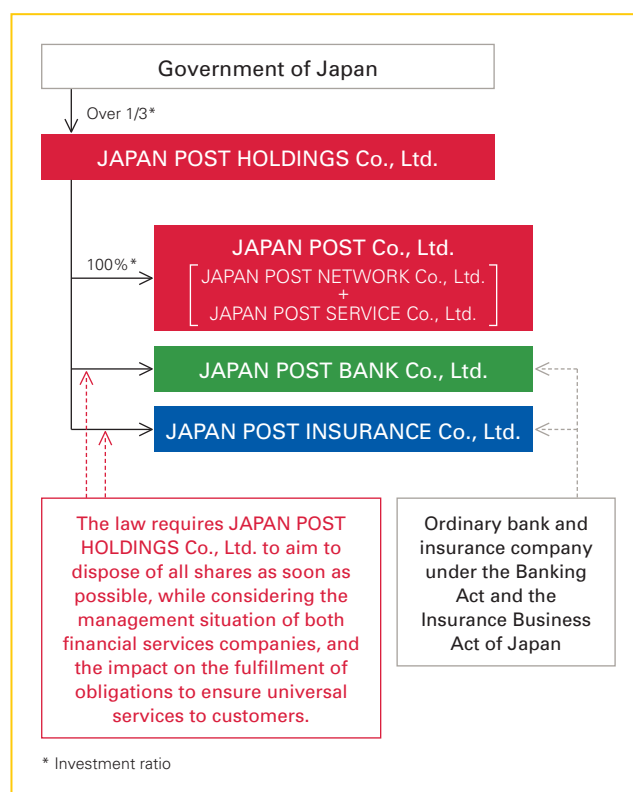 Government of Japan
Over 1/3*
JAPAN POST HOLDINGS Co., Ltd.
100%*
JAPAN POST Co., Ltd.
JAPAN POST NETWORK Co., Ltd.
+
JAPAN POST SERVICE Co., Ltd.
JAPAN POST BANK Co., Ltd.
JAPAN POST INSURANCE Co., Ltd.
The law requires JAPAN POST
HOLDINGS Co., Ltd. to aim to
dispose of all shares as soon as
possible, while considering the
management situation of both
financial services companies, and
the impact on the fulfillment of
obligations to ensure universal
services to customers.
Ordinary bank and
insurance company
under the Banking
Act and the
Insurance Business
Act of Japan
* Investment ratio